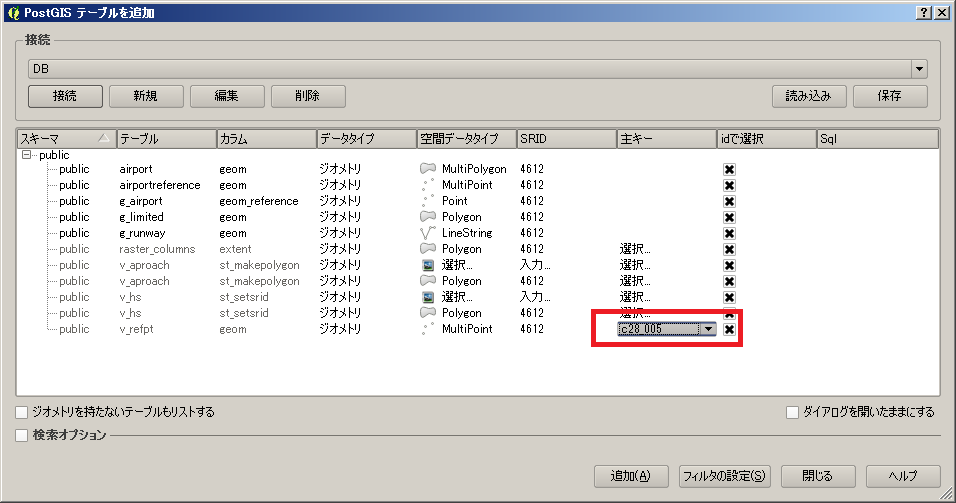 PostGIS テーブルを追加
接続
DB
接続 新規 編集 削除 読み込み 保存
スキーマ テーブル カラム データタイプ 空間データタイプ SRID 主キー idで選択 Sql
public
public airport geom ジオメトリ MultiPolygon 4612
public airportreference geom ジオメトリ MultiPoint 4612
public g_airport geom_reference ジオメトリ Point 4612
public g_limited geom ジオメトリ Polygon 4612
public g_runway geom ジオメトリ LineString 4612
public raster_columns extent ジオメトリ Polygon 4612 選択...
public v_aproach st_makepolygon ジオメトリ 選択... 入力... 選択...
public v_aproach st_makepolygon ジオメトリ Polygon 4612 選択...
public v_hs st_setsrid ジオメトリ 選択... 入力... 選択...
public v_hs st_setsrid ジオメトリ Polygon 4612 選択...
public v_refpt geom ジオメトリ MultiPoint 4612 c28_005
ジオメトリを持たないテーブルもリストする ダイアログを開いたままにする
検索オプション
追加(A) フィルタの設定(S) 閉じる ヘルプ